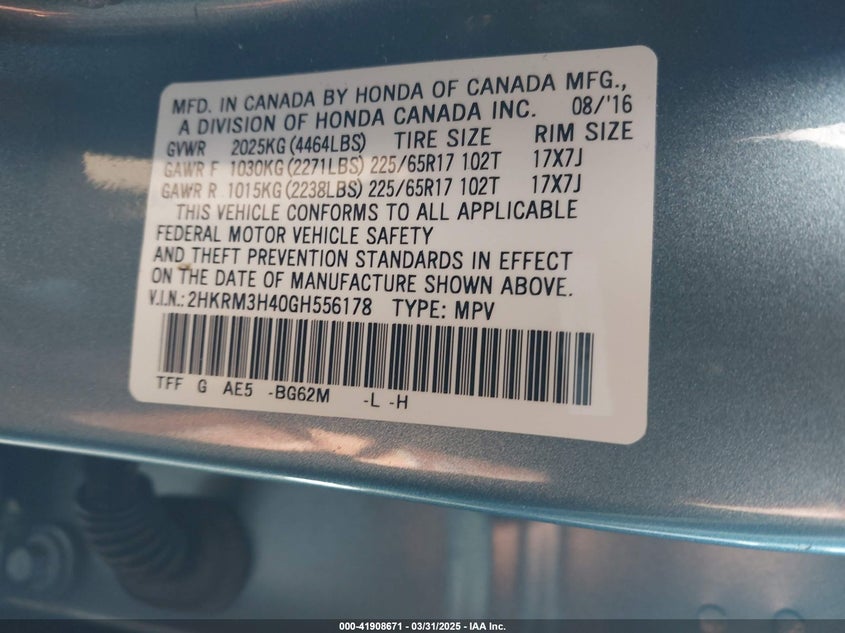 MFD. IN CANADA BY HONDA OF CANADA MFG.,
A DIVISION OF HONDA CANADA INC. 08/'16
GVWR 2025KG (4464LBS) TIRE SIZE RIM SIZE
GAWR F 1030KG (2271LBS) 225/65R17 102T 17X7J
GAWR R 1015KG (2238LBS) 225/65R17 102T 17X7J
THIS VEHICLE CONFORMS TO ALL APPLICABLE
FEDERAL MOTOR VEHICLE SAFETY
AND THEFT PREVENTION STANDARDS IN EFFECT
ON THE DATE OF MANUFACTURE SHOWN ABOVE.
V.I.N.: 2HKRM3H40GH556178 TYPE: MPV
TFF G AE5 -BG62M -L -H
000-41908671 - 03/31/2025 - IAA Inc.